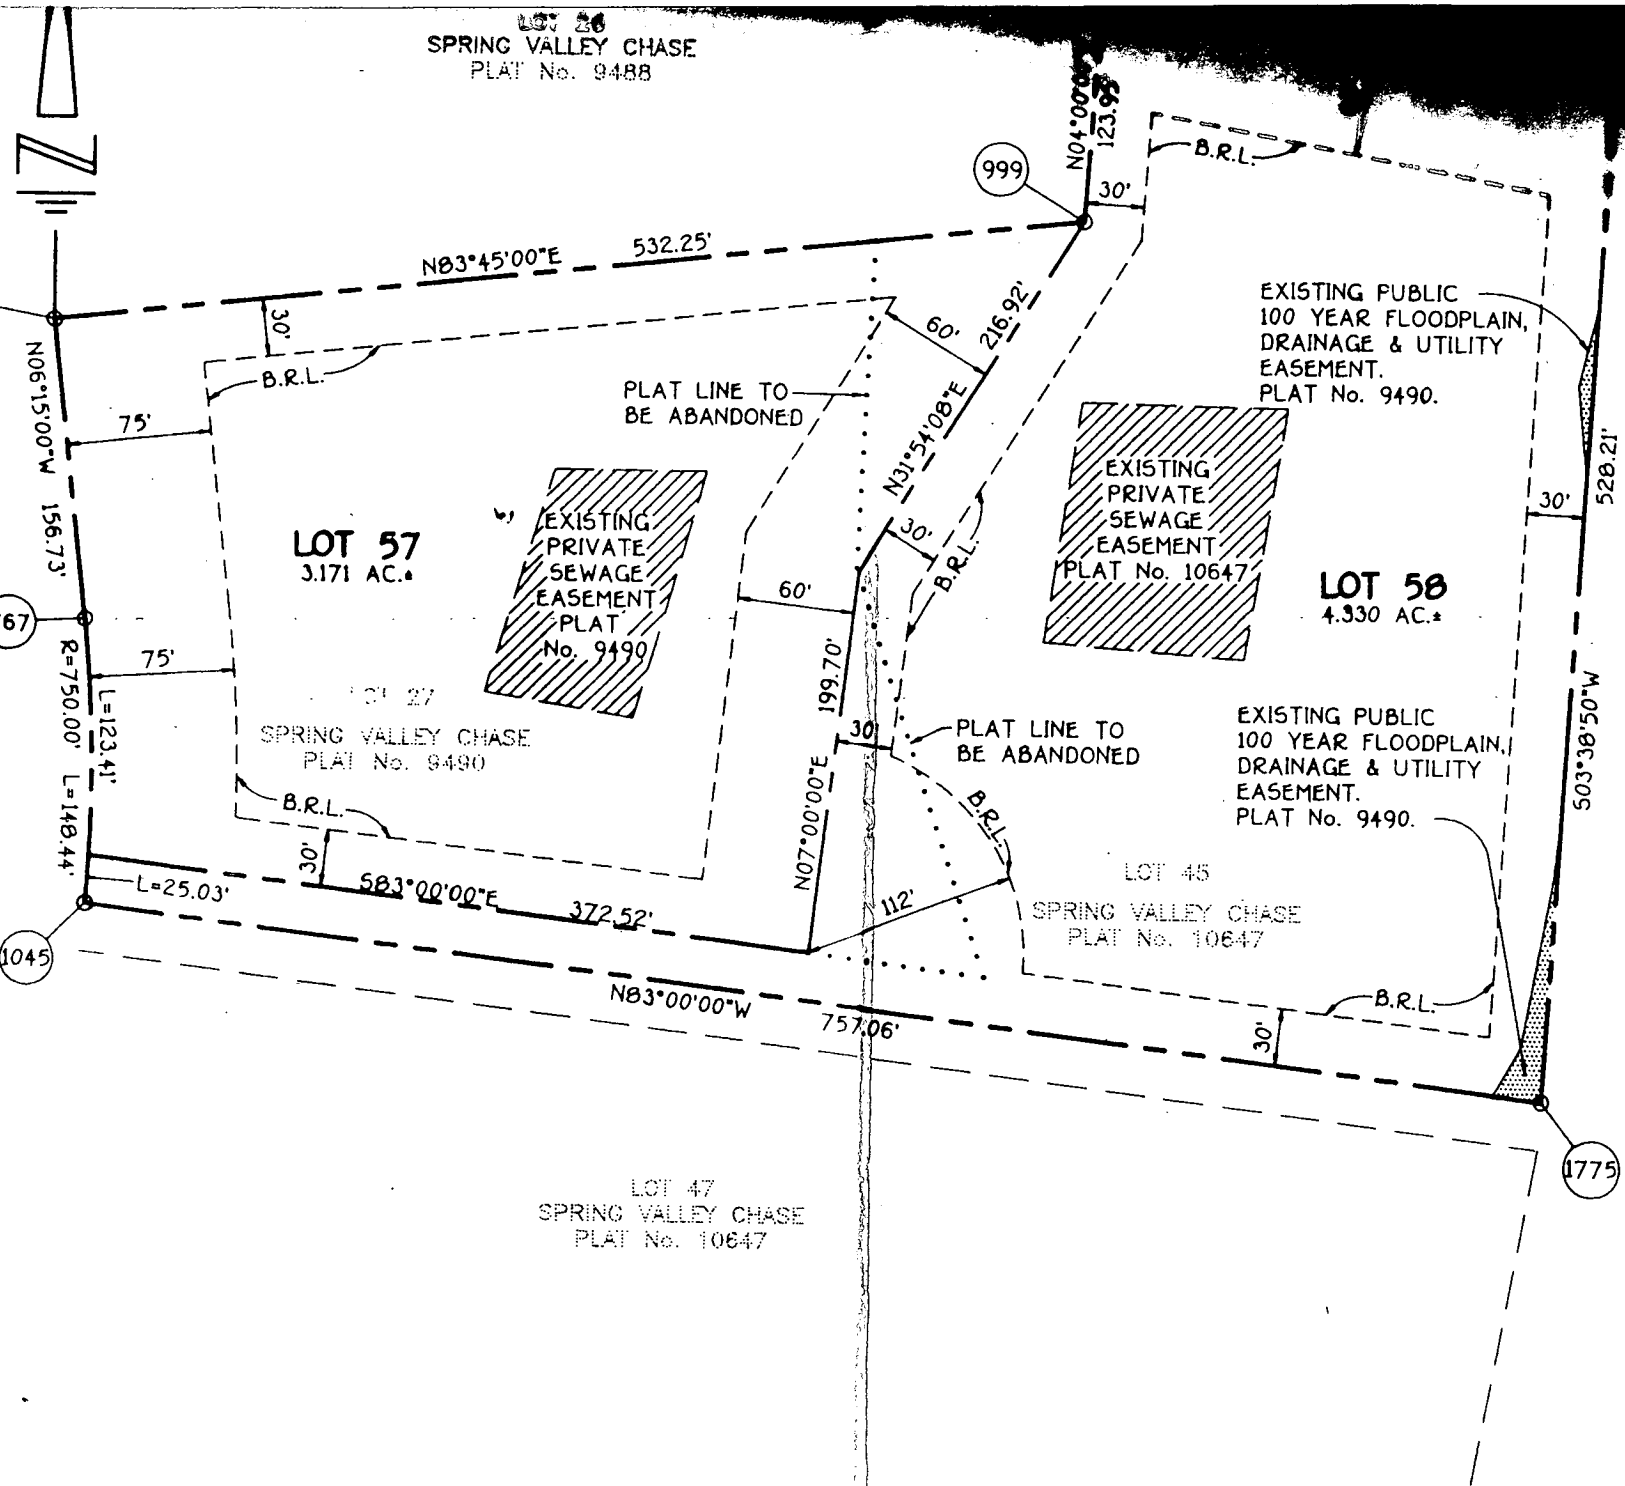 LOT 26
SPRING VALLEY CHASE
PLAT No. 9488
N
N04°00'00"
123.95'
B.R.L.
999
30'
N83°45'00"E 532.25'
30'
B.R.L.
N06°15'00"W 156.73'
75'
PLAT LINE TO
BE ABANDONED
60'
216.92'
N31°54'08"E
EXISTING PUBLIC
100 YEAR FLOODPLAIN,
DRAINAGE & UTILITY
EASEMENT.
PLAT No. 9490.
528.21'
30'
LOT 57
3.171 AC.±
EXISTING
PRIVATE
SEWAGE
EASEMENT
PLAT
No. 9490
EXISTING
PRIVATE
SEWAGE
EASEMENT
PLAT No. 10647
30'
B.R.L.
LOT 58
4.330 AC.±
60'
67
75'
R=750.00' L=148.44'
L=123.41'
LOT 27
SPRING VALLEY CHASE
PLAT No. 9490
199.70'
N07°00'00"E
30'
PLAT LINE TO
BE ABANDONED
EXISTING PUBLIC
100 YEAR FLOODPLAIN,
DRAINAGE & UTILITY
EASEMENT.
PLAT No. 9490.
S03°38'50"W
B.R.L.
30'
B.R.L.
L=25.03'
S83°00'00"E 372.52'
112'
LOT 45
SPRING VALLEY CHASE
PLAT No. 10647
1045
N83°00'00"W 757.06'
30'
B.R.L.
1775
LOT 47
SPRING VALLEY CHASE
PLAT No. 10647